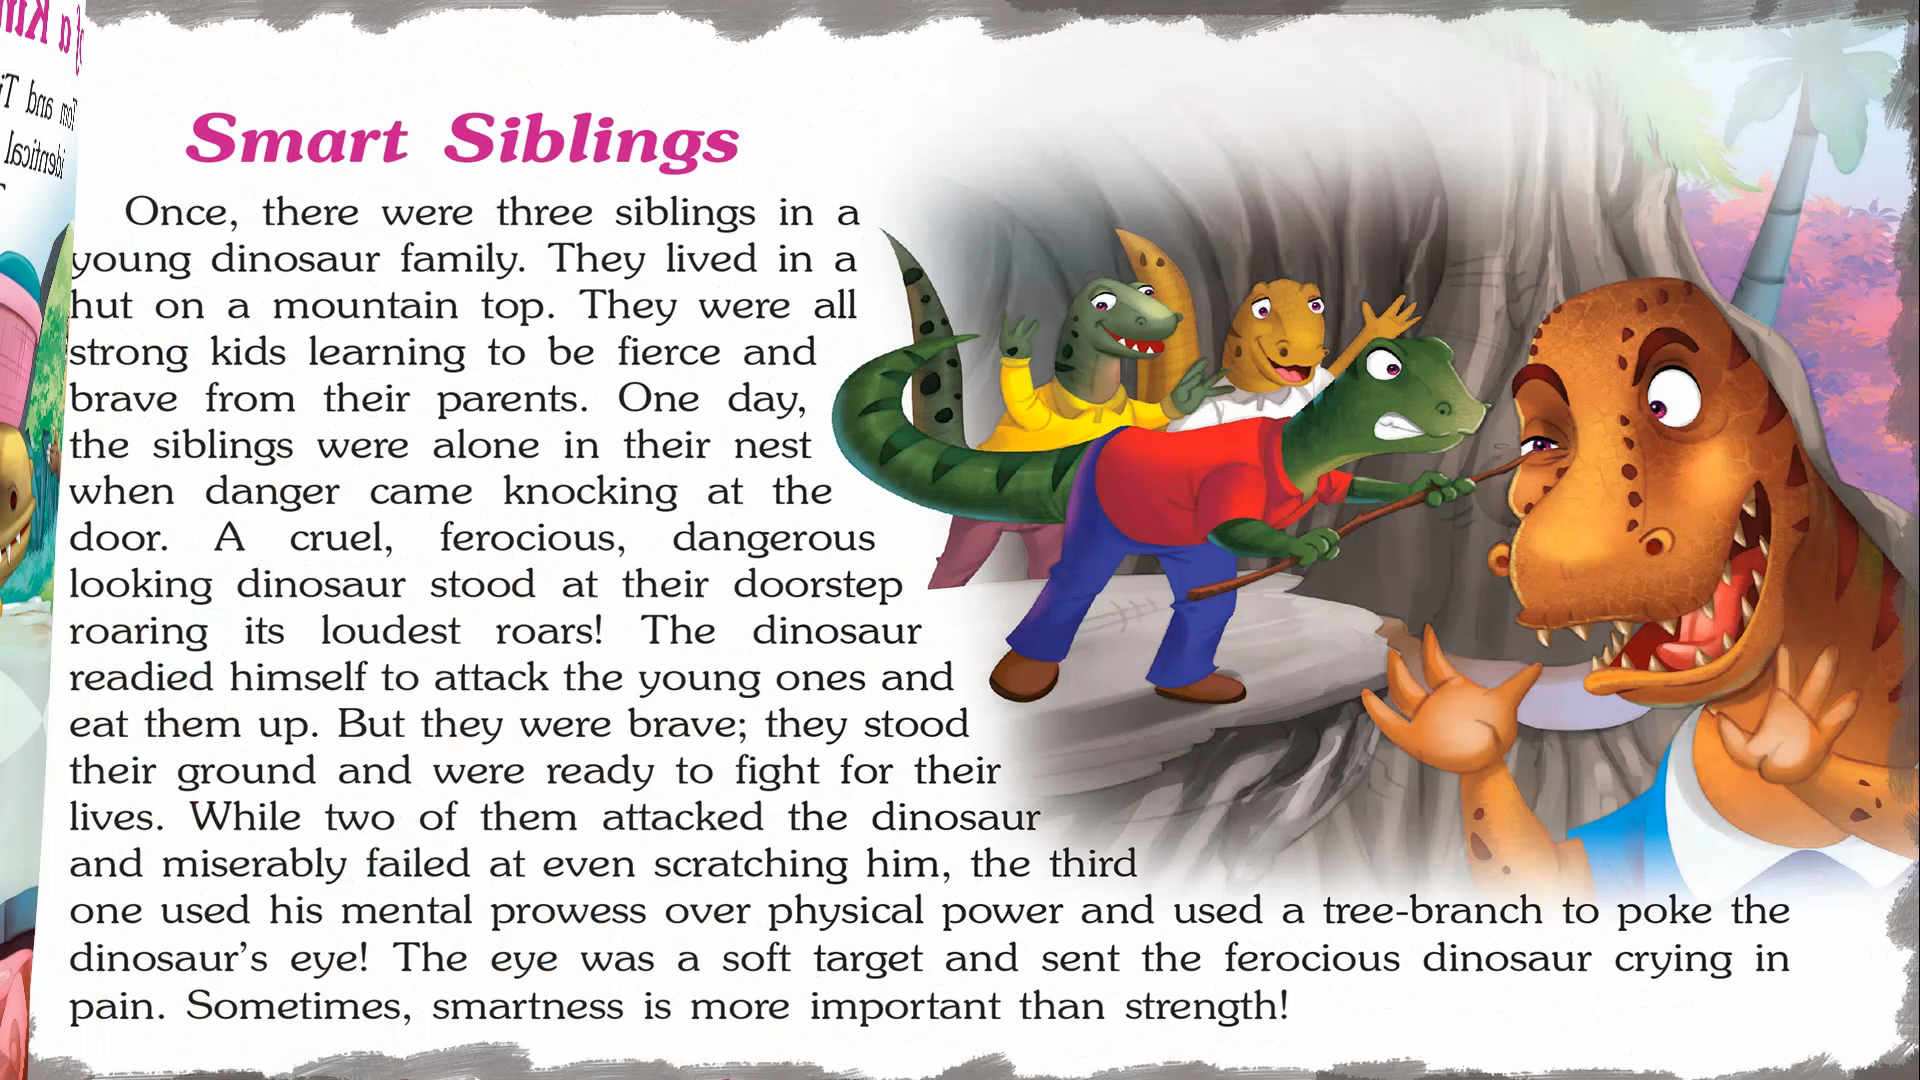 Smart Siblings
Once, there were three siblings in a
young dinosaur family. They lived in a
hut on a mountain top. They were all
strong kids learning to be fierce and
brave from their parents. One day,
the siblings were alone in their nest
when danger came knocking at the
door. A cruel, ferocious, dangerous
looking dinosaur stood at their doorstep
roaring its loudest roars! The dinosaur
readied himself to attack the young ones and
eat them up. But they were brave; they stood
their ground and were ready to fight for their
lives. While two of them attacked the dinosaur
and miserably failed at even scratching him, the third
one used his mental prowess over physical power and used a tree-branch to poke the
dinosaur's eye! The eye was a soft target and sent the ferocious dinosaur crying in
pain. Sometimes, smartness is more important than strength!